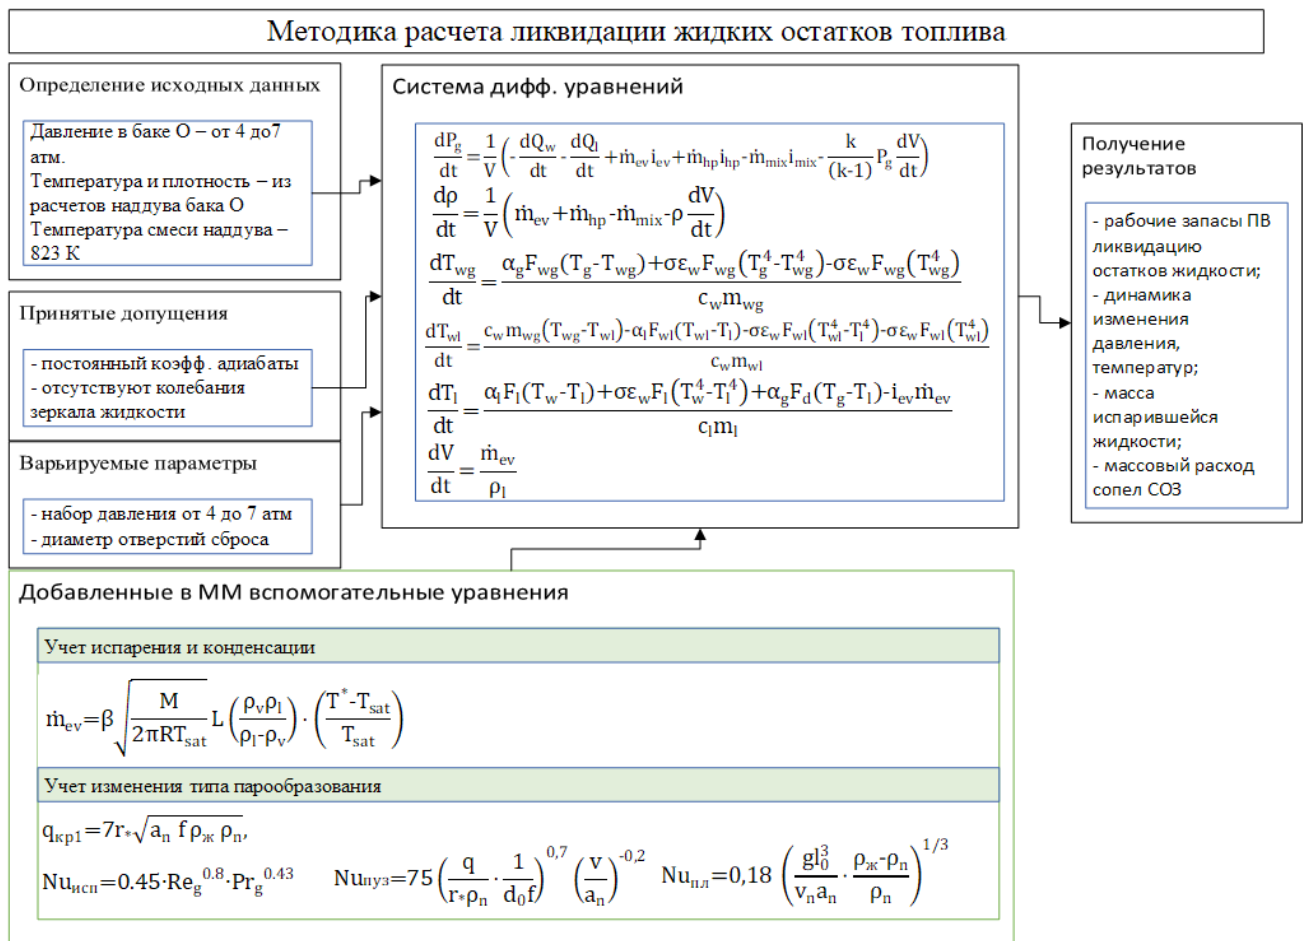 Методика расчета ликвидации жидких остатков топлива
Определение исходных данных
Давление в баке О – от 4 до7
атм.
Температура и плотность – из
расчетов наддува бака О
Температура смеси наддува –
823 К
Принятые допущения
- постоянный коэфф. адиабаты
- отсутствуют колебания
зеркала жидкости
Варьируемые параметры
- набор давления от 4 до 7 атм
- диаметр отверстий сброса
Система дифф. уравнений
dP_g/dt=1/V(-dQ_w/dt-dQ_l/dt+ṁ_ev i_ev+ṁ_hp i_hp-ṁ_mix i_mix-k/(k-1) P_g dV/dt)
dρ/dt=1/V(ṁ_ev+ṁ_hp-ṁ_mix-ρ dV/dt)
dT_wg/dt=(α_g F_wg(T_g-T_wg)+σε_w F_wg(T_g^4-T_wg^4)-σε_w F_wg(T_wg^4))/(c_w m_wg)
dT_wl/dt=(c_w m_wg(T_wg-T_wl)-α_l F_wl(T_wl-T_l)-σε_w F_wl(T_wl^4-T_l^4)-σε_w F_wl(T_wl^4))/(c_w m_wl)
dT_l/dt=(α_l F_l(T_w-T_l)+σε_w F_l(T_w^4-T_l^4)+α_g F_d(T_g-T_l)-i_ev ṁ_ev)/(c_l m_l)
dV/dt=ṁ_ev/ρ_l
Получение
результатов
- рабочие запасы ПВ
ликвидацию
остатков жидкости;
- динамика
изменения
давления,
температур;
- масса
испарившейся
жидкости;
- массовый расход
сопел СОЗ
Добавленные в ММ вспомогательные уравнения
Учет испарения и конденсации
ṁ_ev=β√(M/(2πRT_sat)) L(ρ_vρ_l/(ρ_l-ρ_v))·((T^*-T_sat)/T_sat)
Учет изменения типа парообразования
q_кр1=7r_*√(a_п f ρ_ж ρ_п),
Nu_исп=0.45·Re_g^0.8·Pr_g^0.43 Nu_пуз=75(q/(r_*ρ_п)·1/(d_0f))^0,7(v/a_п)^-0,2 Nu_пл=0,18(gl_0^3/(v_пa_п)·(ρ_ж-ρ_п)/ρ_п)^1/3